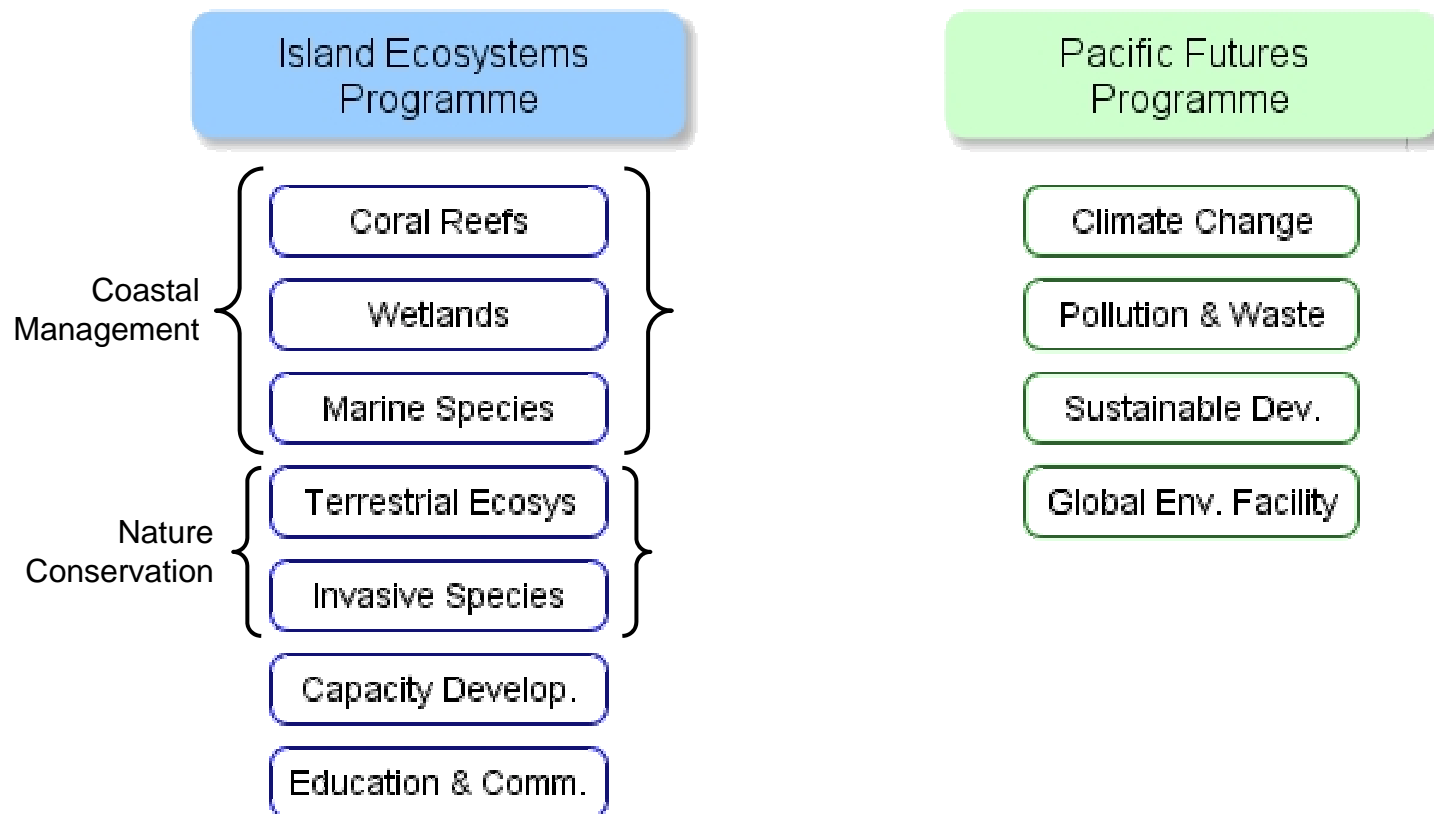 Island Ecosystems
Programme
Coastal
Management
Coral Reefs
Wetlands
Marine Species
Nature
Conservation
Terrestrial Ecosys
Invasive Species
Capacity Develop.
Education & Comm.
Pacific Futures
Programme
Climate Change
Pollution & Waste
Sustainable Dev.
Global Env. Facility